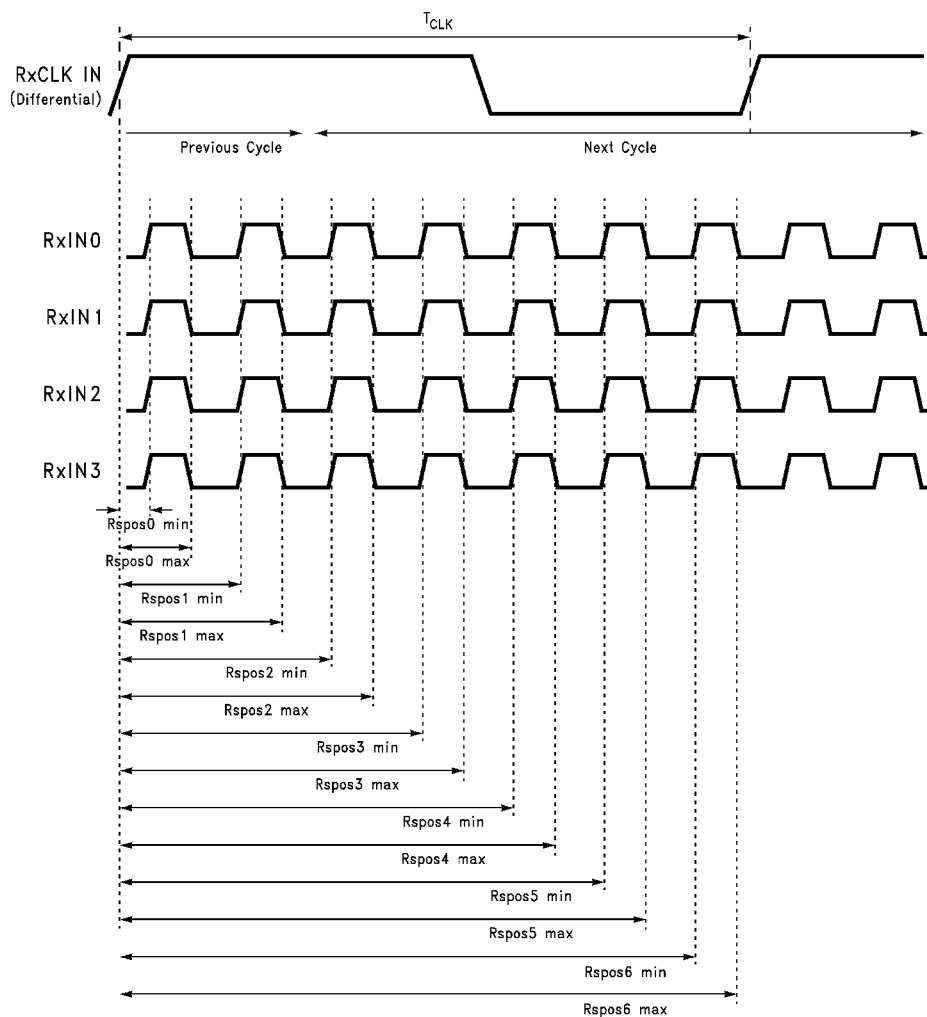 TCLK
RxCLK IN
(Differential)
Previous Cycle
Next Cycle
RxIN0
RxIN1
RxIN2
RxIN3
Rspos0 min
Rspos0 max
Rspos1 min
Rspos1 max
Rspos2 min
Rspos2 max
Rspos3 min
Rspos3 max
Rspos4 min
Rspos4 max
Rspos5 min
Rspos5 max
Rspos6 min
Rspos6 max